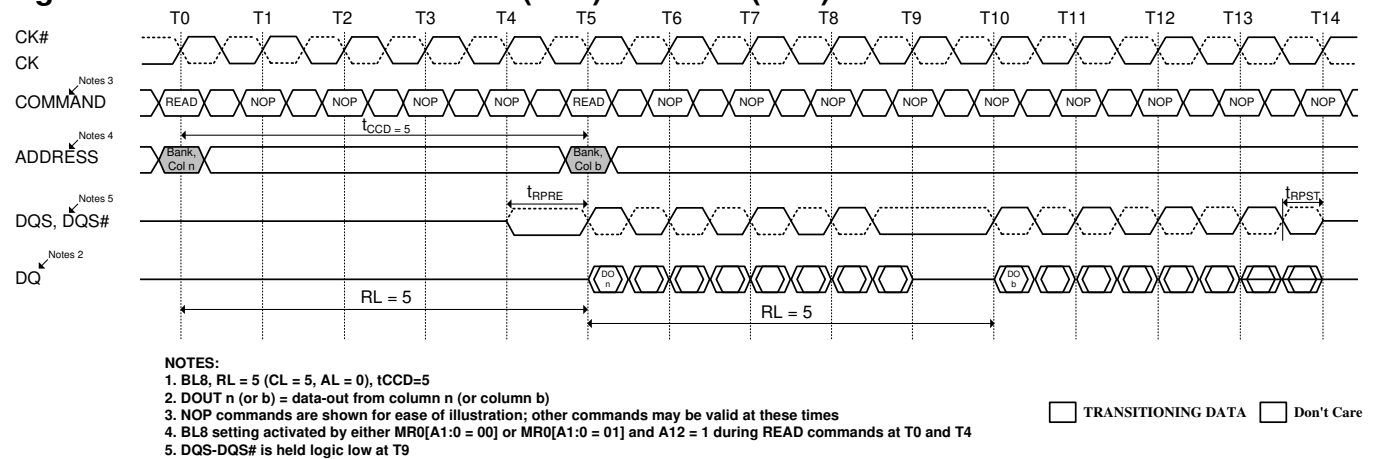 T0 T1 T2 T3 T4 T5 T6 T7 T8 T9 T10 T11 T12 T13 T14
CK#
CK
Notes 3
COMMAND READ NOP NOP NOP NOP READ NOP NOP NOP NOP NOP NOP NOP NOP NOP
tCCD = 5
Notes 4
ADDRESS
Bank, Col n
Bank, Col b
Notes 5
DQS, DQS#
tRPRE
tRPST
Notes 2
DQ
DO n
DO b
RL = 5
RL = 5
NOTES:
1. BL8, RL = 5 (CL = 5, AL = 0), tCCD=5
2. DOUT n (or b) = data-out from column n (or column b)
3. NOP commands are shown for ease of illustration; other commands may be valid at these times
4. BL8 setting activated by either MR0[A1:0 = 00] or MR0[A1:0 = 01] and A12 = 1 during READ commands at T0 and T4
5. DQS-DQS# is held logic low at T9
TRANSITIONING DATA Don't Care